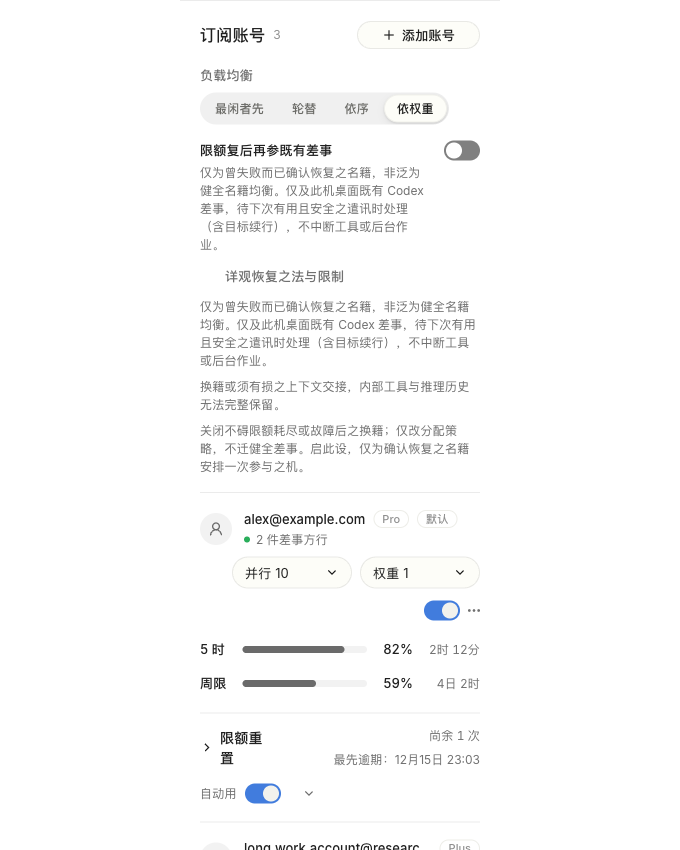 订阅账号 3
添加账号
负载均衡
最闲者先 轮替 依序 依权重
限额复后再参既有差事
仅为曾失败而已确认恢复之名籍，非泛为
健全名籍均衡。仅及此机桌面既有 Codex
差事，待下次有用且安全之遣讯时处理
（含目标续行），不中断工具或后台作
业。
详观恢复之法与限制
仅为曾失败而已确认恢复之名籍，非泛为健全名籍
均衡。仅及此机桌面既有 Codex 差事，待下次有用
且安全之遣讯时处理（含目标续行），不中断工具
或后台作业。
换籍或须有损之上下文交接，内部工具与推理历史
无法完整保留。
关闭不碍限额耗尽或故障后之换籍；仅改分配策
略，不迁健全差事。启此设，仅为确认恢复之名籍
安排一次参与之机。
alex@example.com Pro 默认
2 件差事方行
并行 10 权重 1
5 时 82% 2时 12分
周限 59% 4日 2时
限额重
置
尚余 1 次
最先逾期：12月15日 23:03
自动用
long.work.account@researc Plus